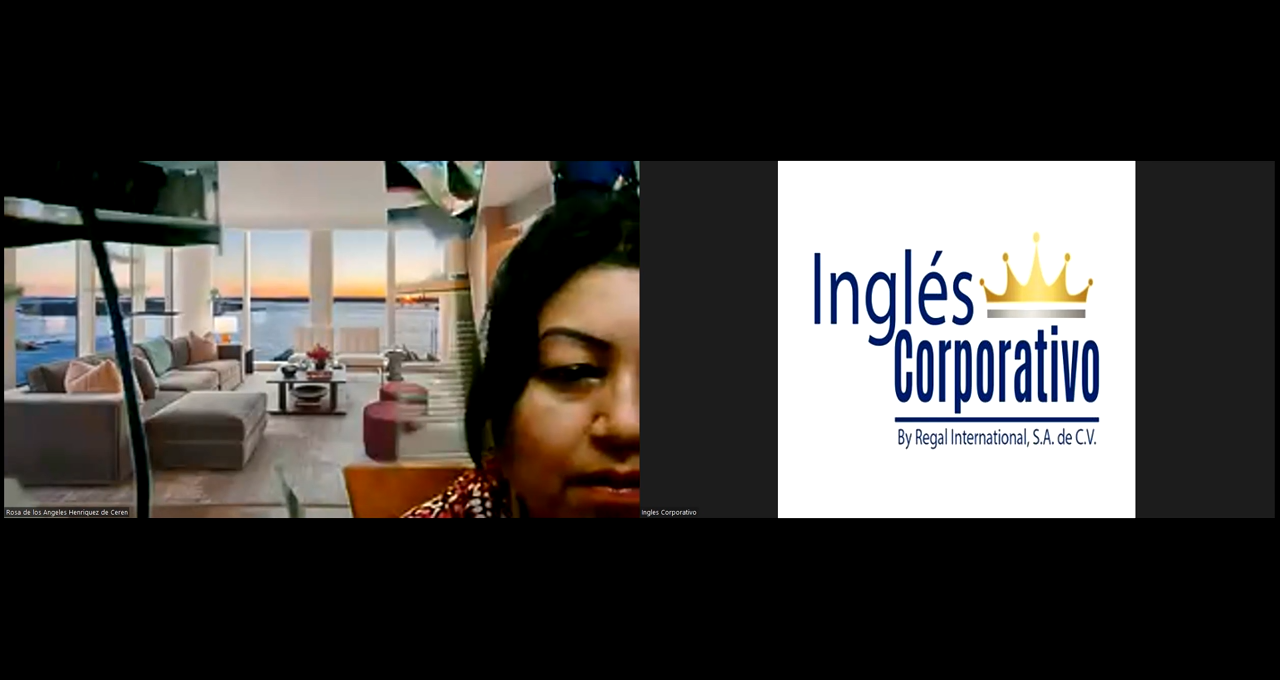 Inglés
Corporativo
By Regal International, S.A. de C.V.
Rosa de los Angeles Henriquez de Ceren
Ingles Corporativo